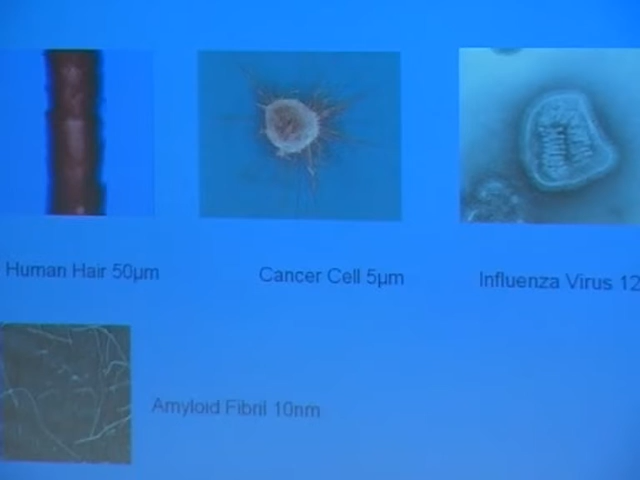 Human Hair 50µm
Cancer Cell 5µm
Influenza Virus 12
Amyloid Fibril 10nm